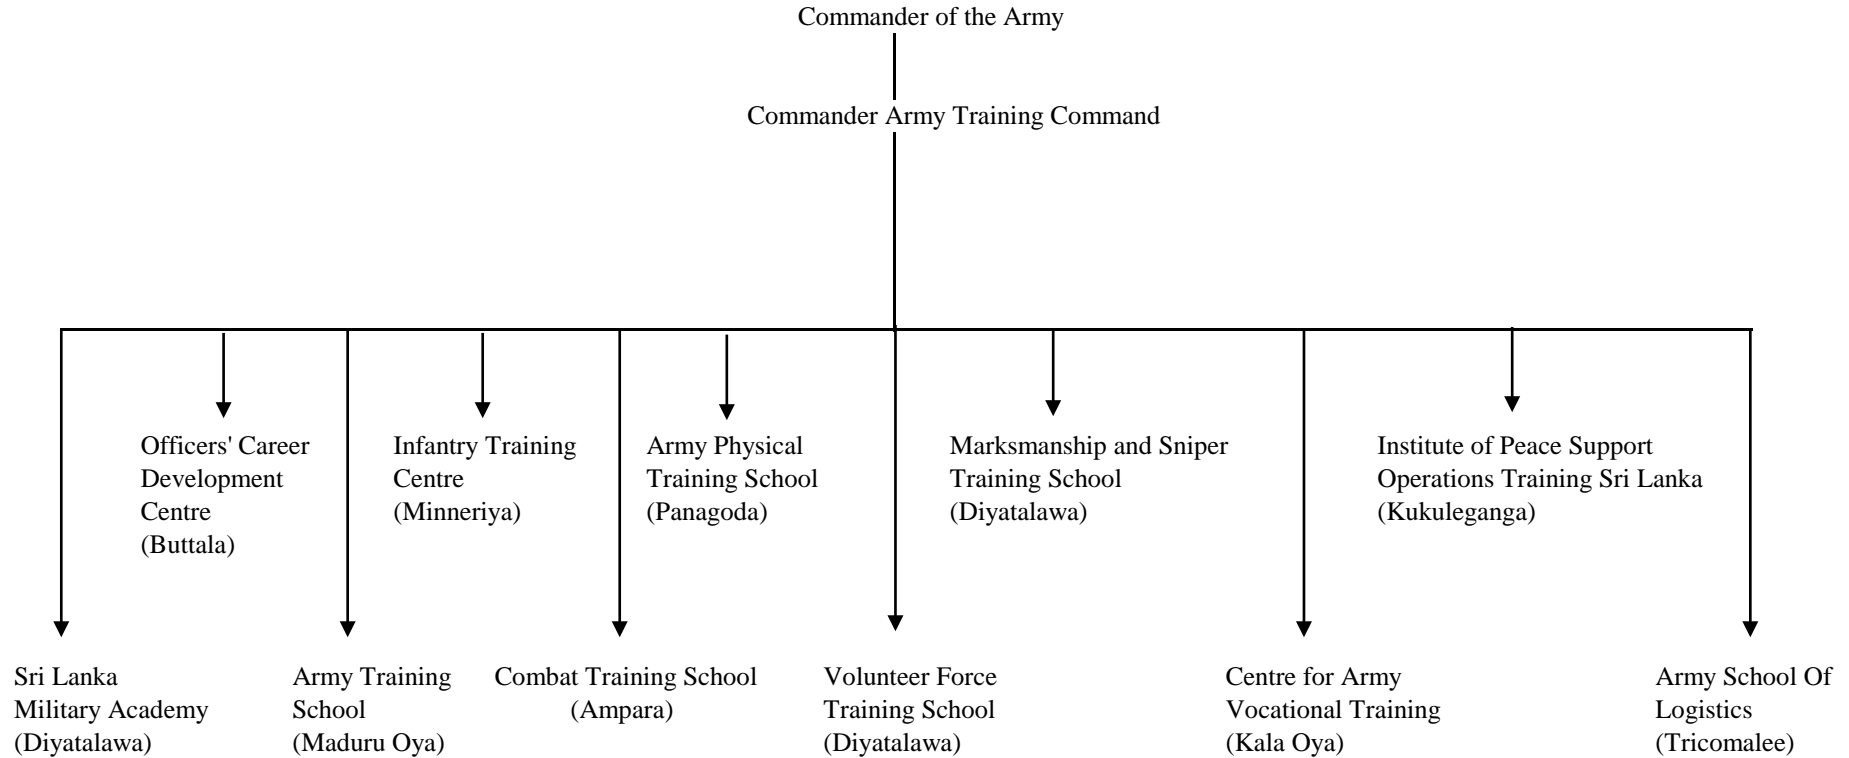 Commander of the Army
Commander Army Training Command
Officers' Career
Development
Centre
(Buttala)
Infantry Training
Centre
(Minneriya)
Army Physical
Training School
(Panagoda)
Marksmanship and Sniper
Training School
(Diyatalawa)
Institute of Peace Support
Operations Training Sri Lanka
(Kukuleganga)
Sri Lanka
Military Academy
(Diyatalawa)
Army Training
School
(Maduru Oya)
Combat Training School
(Ampara)
Volunteer Force
Training School
(Diyatalawa)
Centre for Army
Vocational Training
(Kala Oya)
Army School Of
Logistics
(Tricomalee)